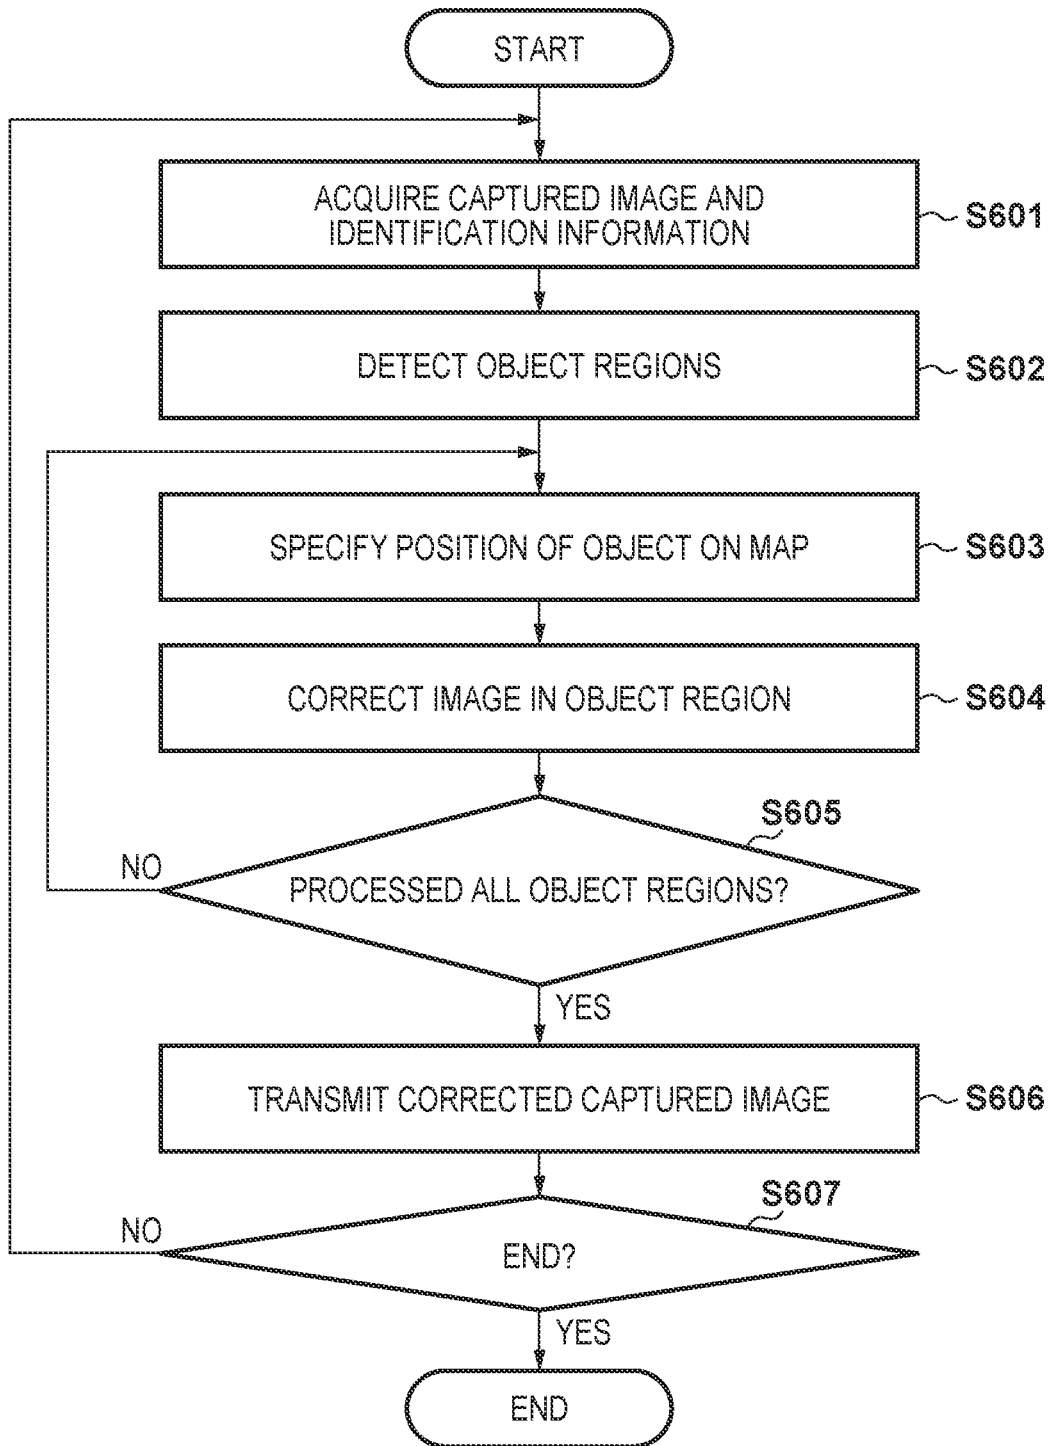 START
ACQUIRE CAPTURED IMAGE AND
IDENTIFICATION INFORMATION
S601
DETECT OBJECT REGIONS
S602
SPECIFY POSITION OF OBJECT ON MAP
S603
CORRECT IMAGE IN OBJECT REGION
S604
S605
NO
PROCESSED ALL OBJECT REGIONS?
YES
TRANSMIT CORRECTED CAPTURED IMAGE
S606
S607
NO
END?
YES
END